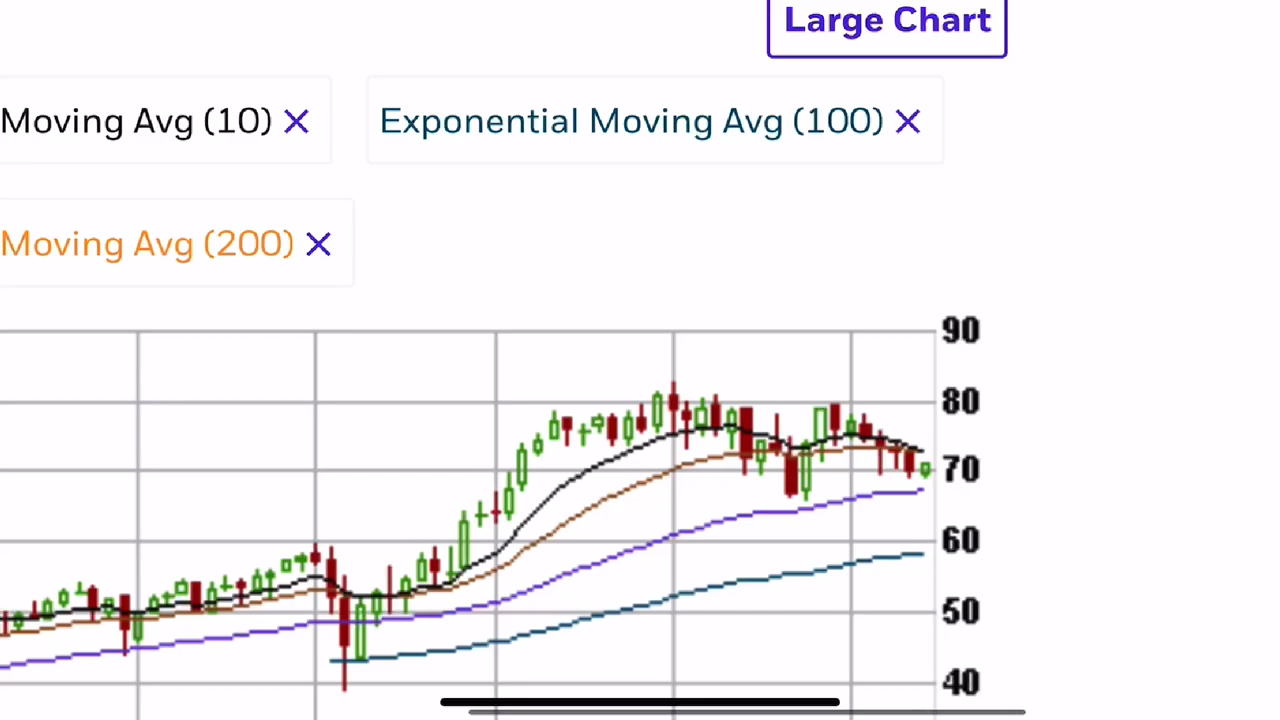 Large Chart
Moving Avg (10) ✕ Exponential Moving Avg (100) ✕
Moving Avg (200) ✕
90
80
70
60
50
40